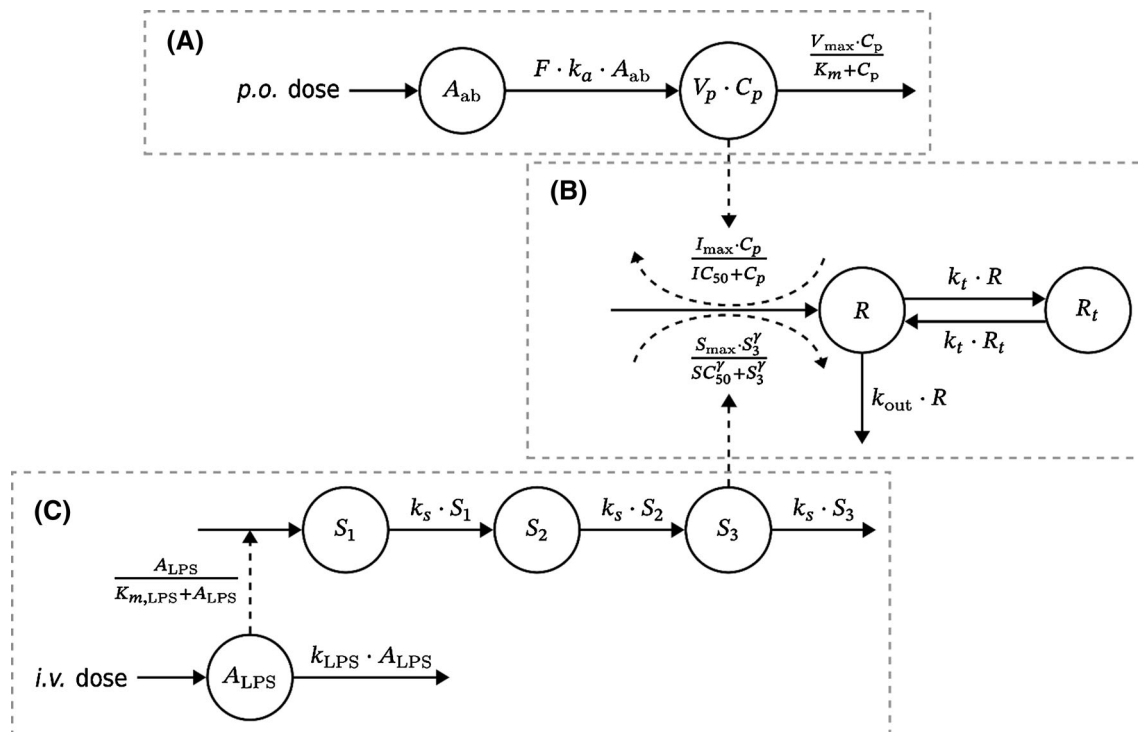 (A)
p.o. dose
A_ab
F · k_a · A_ab
V_p · C_p
V_max·C_p
K_m+C_p
(B)
I_max·C_p
IC_50+C_p
S_max·S_3^γ
SC_50^γ+S_3^γ
R
k_t · R
k_t · R_t
R_t
k_out · R
(C)
S_1
k_s · S_1
S_2
k_s · S_2
S_3
k_s · S_3
A_LPS
K_m,LPS+A_LPS
i.v. dose
A_LPS
k_LPS · A_LPS